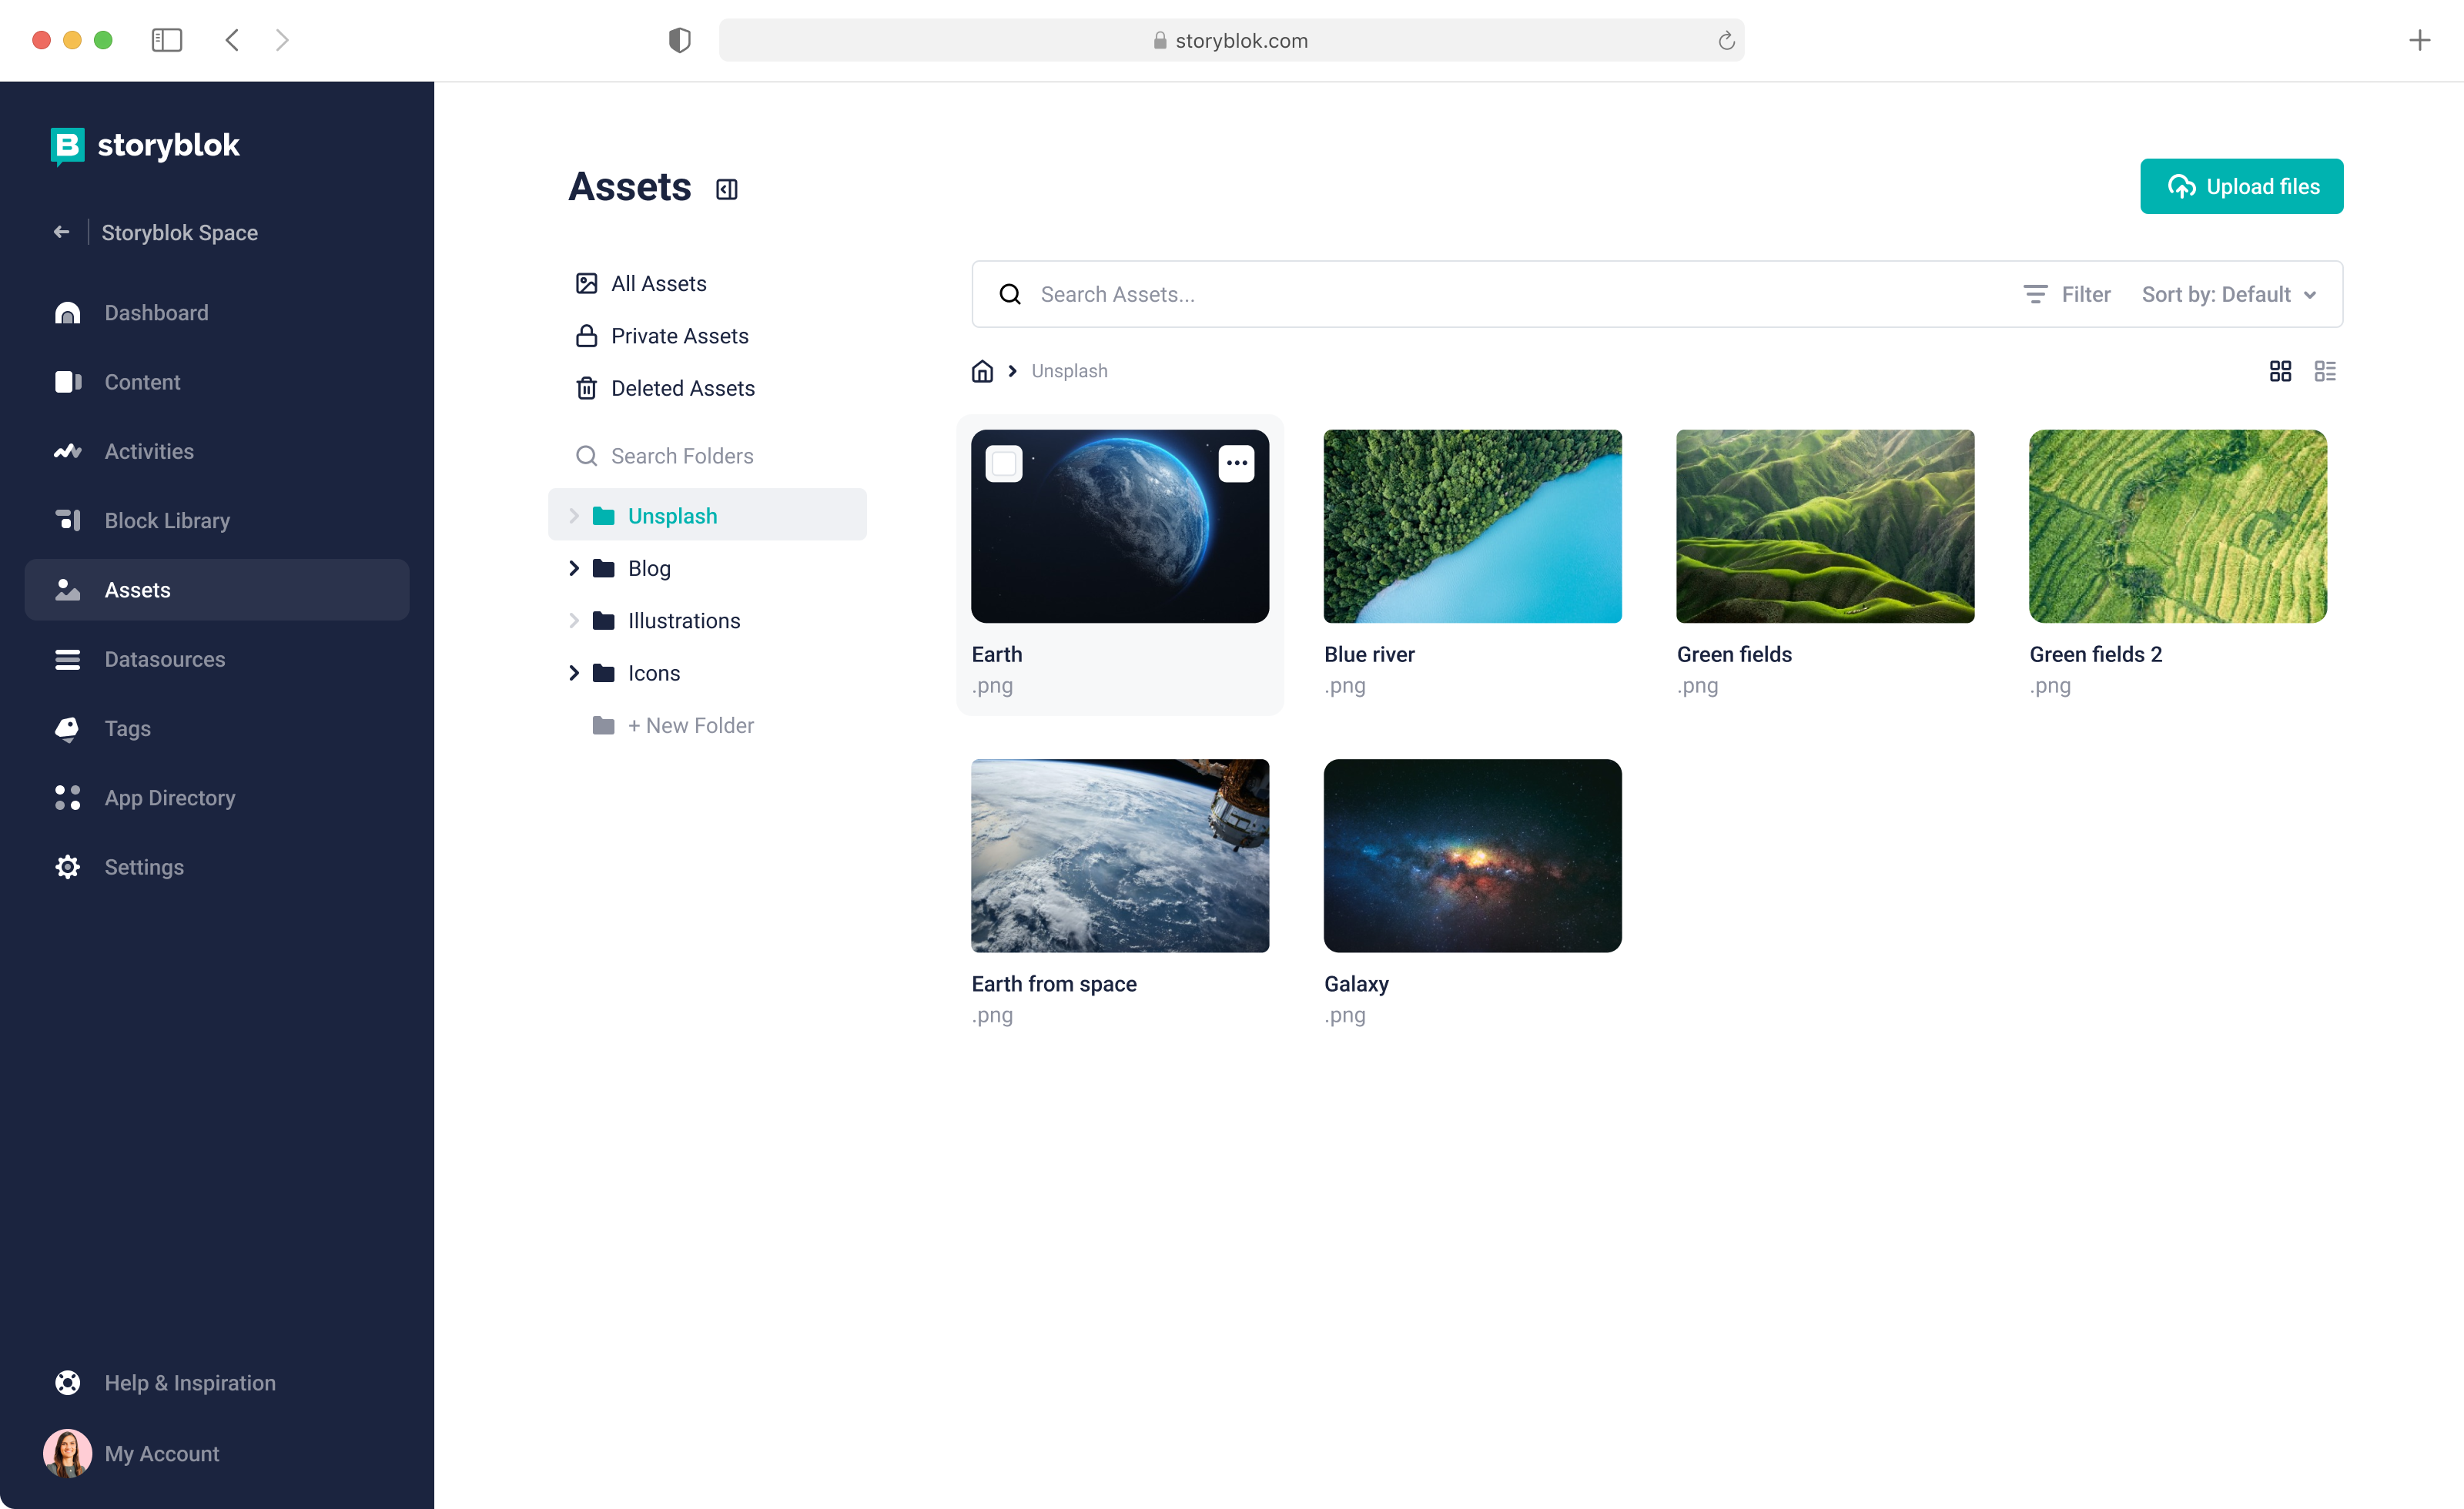 storyblok.com
storyblok
Storyblok Space
Dashboard
Content
Activities
Block Library
Assets
Datasources
Tags
App Directory
Settings
Help & Inspiration
My Account
Assets
Upload files
All Assets
Private Assets
Deleted Assets
Search Folders
Unsplash
Blog
Illustrations
Icons
+ New Folder
Search Assets...
Filter
Sort by: Default
Unsplash
Earth
.png
Blue river
.png
Green fields
.png
Green fields 2
.png
Earth from space
.png
Galaxy
.png